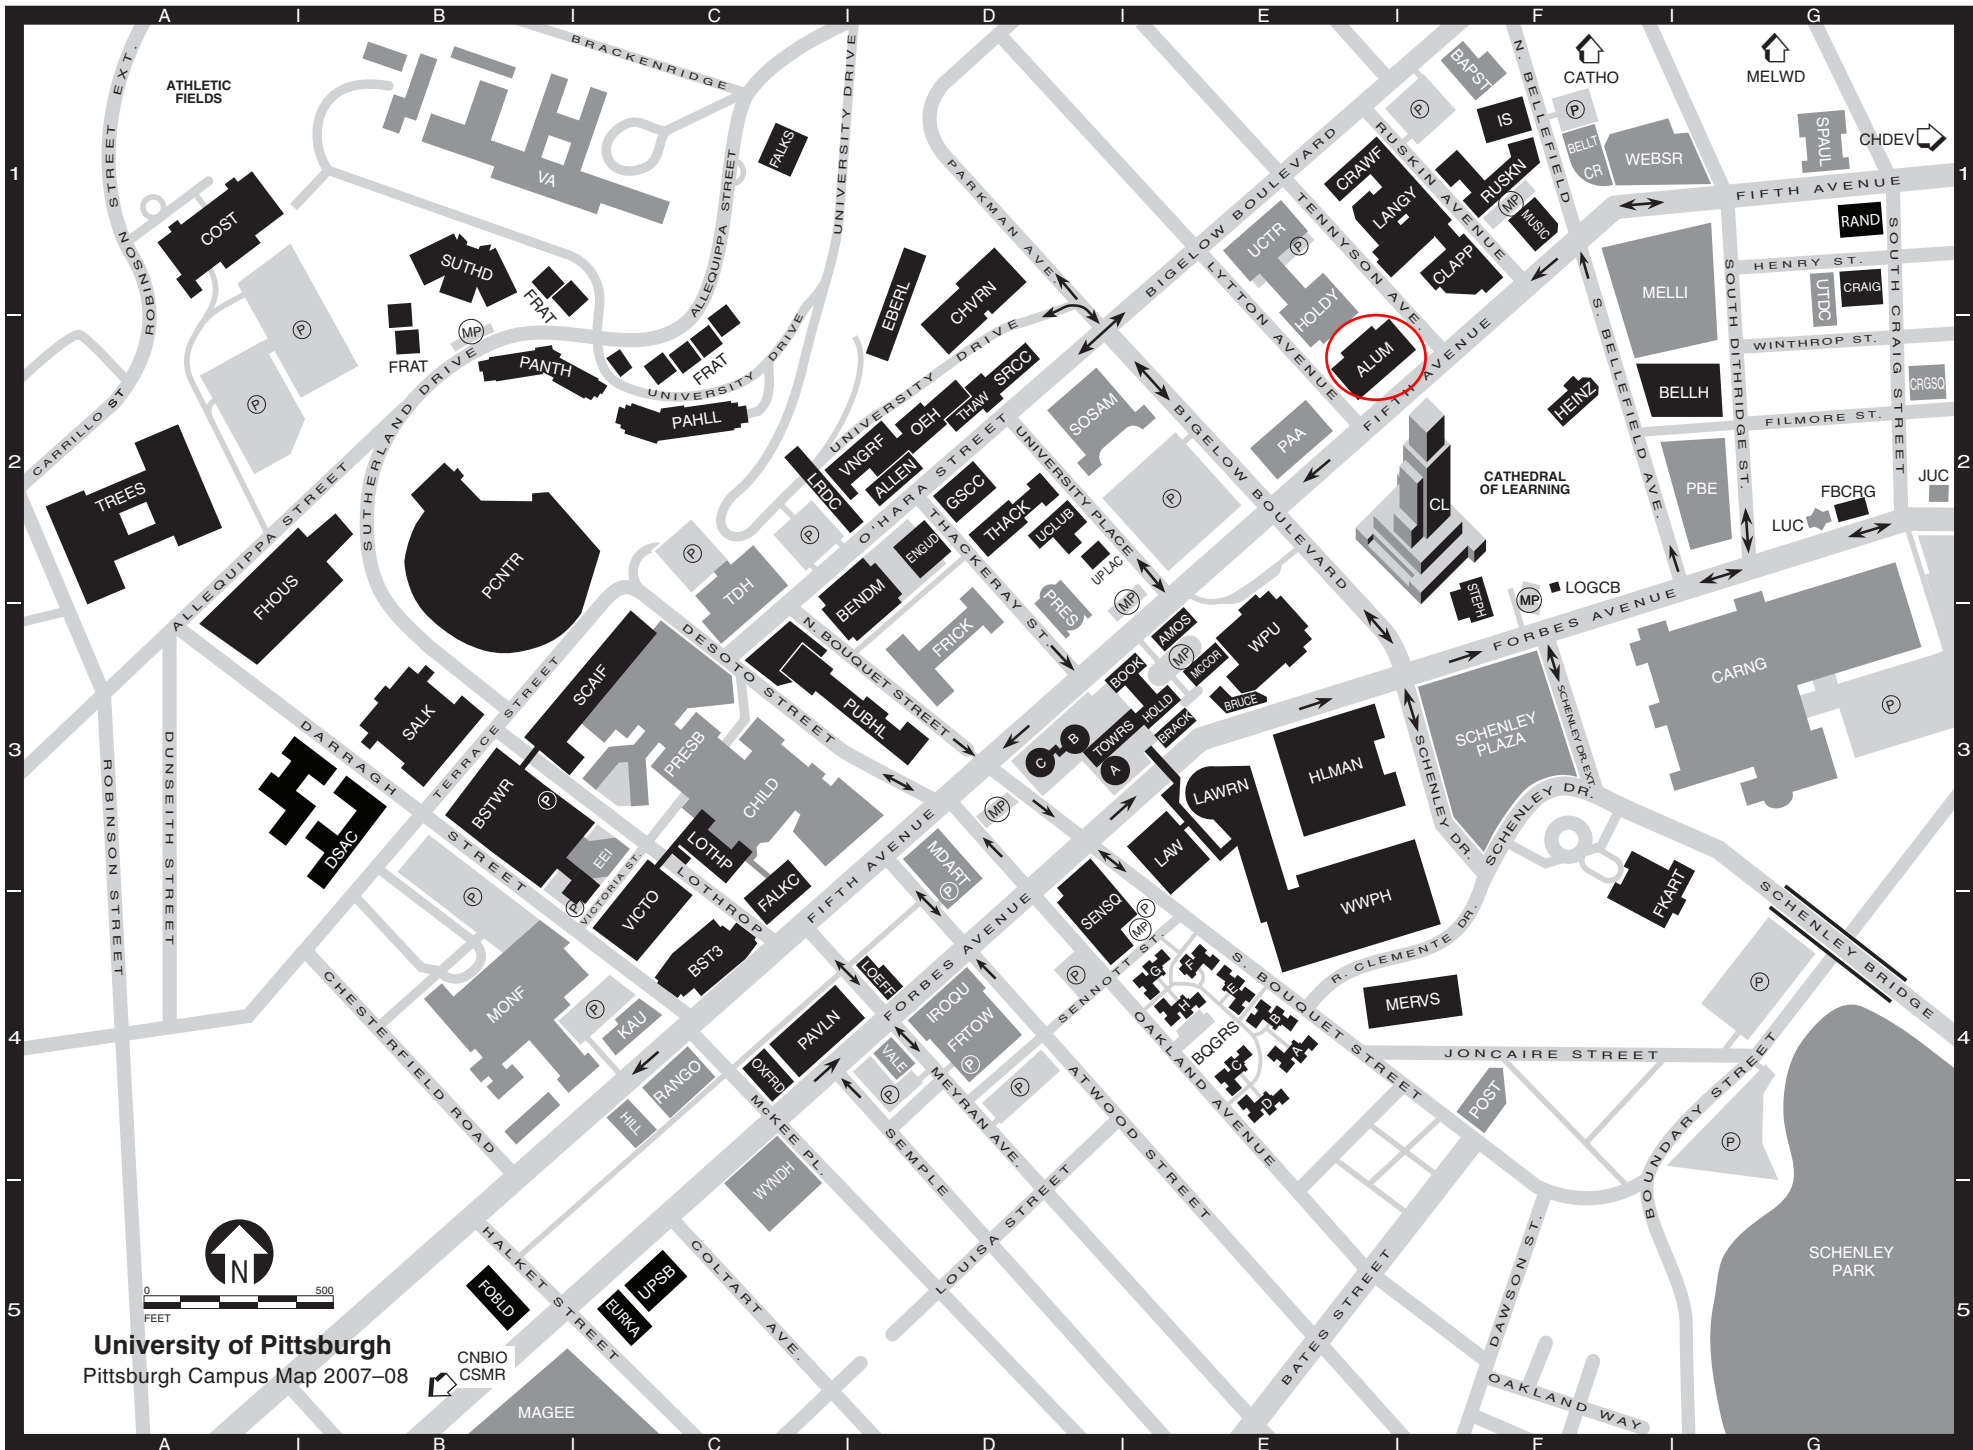 A I B I C I D I E I F I G
1
2
3
4
5
1
2
3
4
5
ATHLETIC
FIELDS
ROBINSON STREET EXT.
BRACKENRIDGE
UNIVERSITY DRIVE
ALLEQUIPPA STREET
VA
FALKS
COST
SUTHD
FRAT
FRAT
FRAT
MP
P
P
PANTH
PAHLL
UNIVERSITY DRIVE
SUTHERLAND DRIVE
CARRILLO ST
TREES
ALLEQUIPPA STREET
FHOUS
PCNTR
EBERL
CHVRN
PARKMAN AVE.
BIGELOW BOULEVARD
UNIVERSITY DRIVE
SRCC
THAW
OEH
VNGRF
ALLEN
LRDC
O'HARA STREET
GSCC
THACK
UCLUB
UPLAC
ENGUD
BENDM
THACKERAY ST.
UNIVERSITY PLACE
SOSAM
P
P
P
TDH
PRES
MP
FRICK
N. BOUQUET STREET
DESOTO STREET
PUBHL
BAPST
P
IS
RUSKN
MP
MUSIC
CRAWF
LANGY
CLAPP
RUSKIN AVENUE
TENNYSON AVE.
LYTTON AVENUE
UCTR
P
HOLDY
ALUM
FIFTH AVENUE
PAA
BIGELOW BOULEVARD
N. BELLEFIELD
CATHO
MELWD
CHDEV
P
BELLT
CR
WEBSR
SPAUL
FIFTH AVENUE
RAND
HENRY ST.
CRAIG
UTDC
MELLI
SOUTH DITHRIDGE ST.
SOUTH CRAIG STREET
WINTHROP ST.
CRGSQ
FILMORE ST.
BELLH
PBE
S. BELLEFIELD AVE.
HEINZ
CATHEDRAL
OF LEARNING
CL
JUC
FBCRG
LUC
STEPH
MP
LOGCB
FORBES AVENUE
CARNG
P
SCHENLEY
PLAZA
SCHENLEY DR. EXT.
SCHENLEY DR.
SCHENLEY DR.
AMOS
MP
MCCOR
WPU
BOOK
HOLLD
BRUCE
BRACK
TOWRS
A
B
C
LAWRN
LAW
HLMAN
WWPH
SENSQ
P
MP
SENNOTT ST.
P
R. CLEMENTE DR.
MERVS
FKART
SCHENLEY BRIDGE
P
S. BOUQUET STREET
JONCAIRE STREET
POST
BOUNDARY STREET
P
SCHENLEY
PARK
BQGRS
G
F
E
H
B
A
C
D
OAKLAND AVENUE
ATWOOD STREET
MEYRAN AVE.
SEMPLE
LOUISA STREET
McKEE PL.
COLTART AVE.
HALKET STREET
BATES STREET
DAWSON ST.
OAKLAND WAY
SALK
SCAIF
TERRACE STREET
DARRAGH STREET
DSAC
DUNSEITH STREET
ROBINSON STREET
BSTWR
P
EEI
P
P
VICTORIA ST.
VICTO
LOTHROP
LOTHP
PRESB
CHILD
FALKC
BST3
FIFTH AVENUE
MDART
P
MP
FORBES AVENUE
LOEFF
PAVLN
OXFRD
IROQU
FRTOW
P
VALE
P
P
MONF
P
KAU
RANGO
HILL
WYNDH
CHESTERFIELD ROAD
FOBLD
UPSB
EURKA
MAGEE
CNBIO
CSMR
N
0 500
FEET
University of Pittsburgh
Pittsburgh Campus Map 2007–08
A I B I C I D I E I F I G